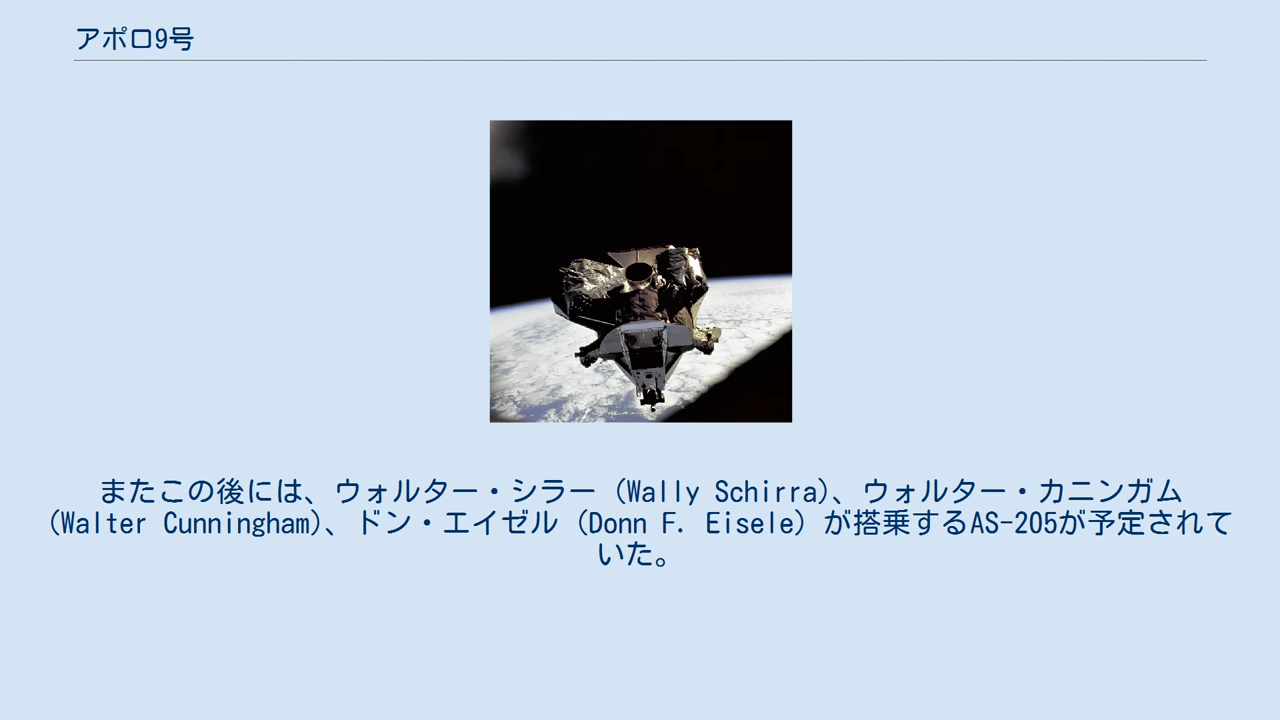 アポロ9号
またこの後には、ウォルター・シラー (Wally Schirra)、ウォルター・カニンガム
(Walter Cunningham)、ドン・エイゼル (Donn F. Eisele) が搭乗するAS-205が予定されて
いた。